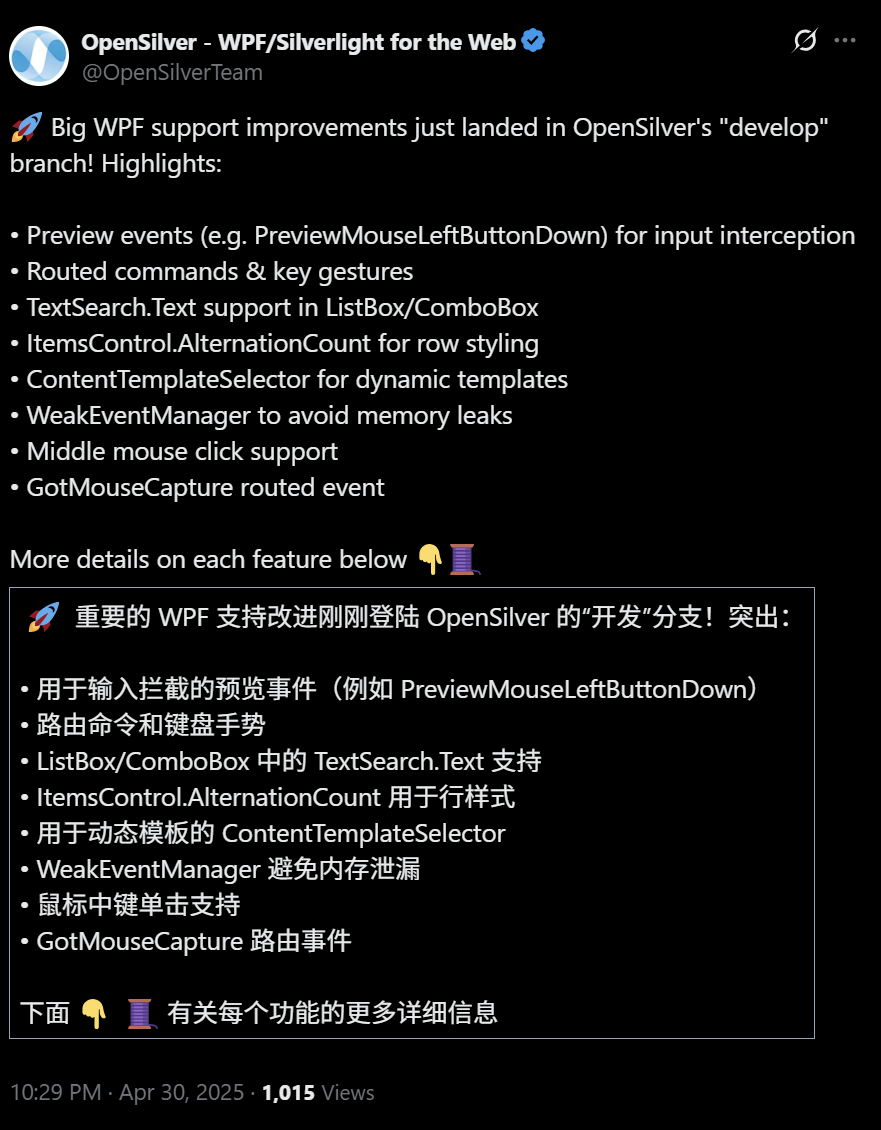 OpenSilver - WPF/Silverlight for the Web
@OpenSilverTeam
🚀 Big WPF support improvements just landed in OpenSilver's "develop"
branch! Highlights:
• Preview events (e.g. PreviewMouseLeftButtonDown) for input interception
• Routed commands & key gestures
• TextSearch.Text support in ListBox/ComboBox
• ItemsControl.AlternationCount for row styling
• ContentTemplateSelector for dynamic templates
• WeakEventManager to avoid memory leaks
• Middle mouse click support
• GotMouseCapture routed event
More details on each feature below 👇🧵
🚀 重要的 WPF 支持改进刚刚登陆 OpenSilver 的“开发”分支！突出：
• 用于输入拦截的预览事件（例如 PreviewMouseLeftButtonDown）
• 路由命令和键盘手势
• ListBox/ComboBox 中的 TextSearch.Text 支持
• ItemsControl.AlternationCount 用于行样式
• 用于动态模板的 ContentTemplateSelector
• WeakEventManager 避免内存泄漏
• 鼠标中键单击支持
• GotMouseCapture 路由事件
下面 👇 🧵 有关每个功能的更多详细信息
10:29 PM · Apr 30, 2025 · 1,015 Views